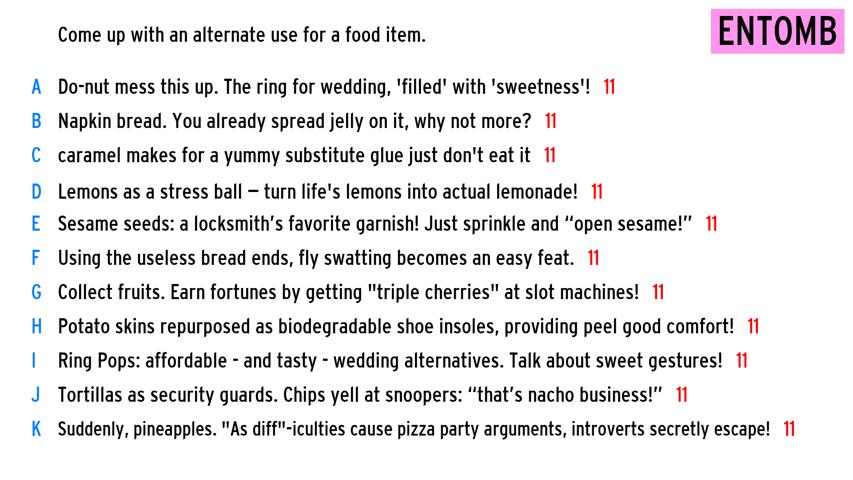 Come up with an alternate use for a food item.
ENTOMB
A Do-nut mess this up. The ring for wedding, 'filled' with 'sweetness'! 11
B Napkin bread. You already spread jelly on it, why not more? 11
C caramel makes for a yummy substitute glue just don't eat it 11
D Lemons as a stress ball – turn life's lemons into actual lemonade! 11
E Sesame seeds: a locksmith’s favorite garnish! Just sprinkle and “open sesame!” 11
F Using the useless bread ends, fly swatting becomes an easy feat. 11
G Collect fruits. Earn fortunes by getting "triple cherries" at slot machines! 11
H Potato skins repurposed as biodegradable shoe insoles, providing peel good comfort! 11
I Ring Pops: affordable - and tasty - wedding alternatives. Talk about sweet gestures! 11
J Tortillas as security guards. Chips yell at snoopers: “that’s nacho business!” 11
K Suddenly, pineapples. "As diff"-iculties cause pizza party arguments, introverts secretly escape! 11